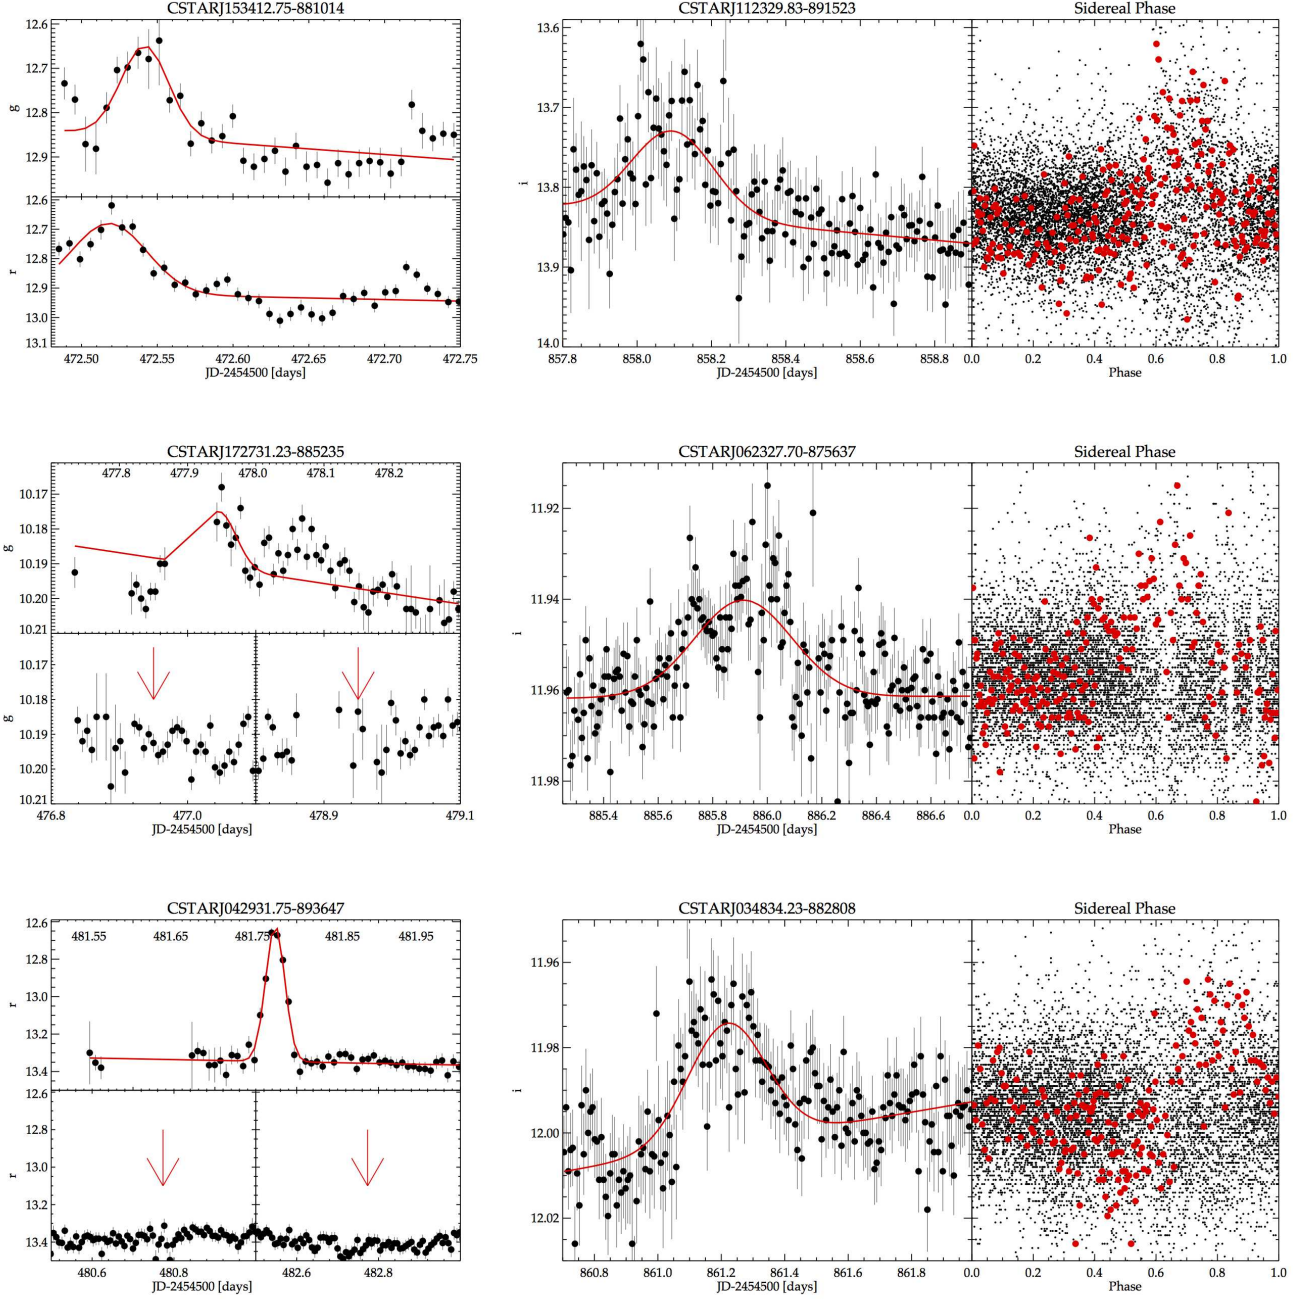 CSTARJ153412.75-881014
12.6
12.7
12.8
12.9
g
12.6
12.7
12.8
12.9
13.0
13.1
r
472.50 472.55 472.60 472.65 472.70 472.75
JD-2454500 [days]
CSTARJ112329.83-891523 Sidereal Phase
13.6
13.7
13.8
13.9
14.0
i
857.8 858.0 858.2 858.4 858.6 858.8 0.0 0.2 0.4 0.6 0.8 1.0
JD-2454500 [days] Phase
CSTARJ172731.23-885235
477.8 477.9 478.0 478.1 478.2
10.17
10.18
10.19
10.20
10.21
g
10.17
10.18
10.19
10.20
10.21
g
476.8 477.0 478.9 479.1
JD-2454500 [days]
CSTARJ062327.70-875637 Sidereal Phase
11.92
11.94
11.96
11.98
i
885.4 885.6 885.8 886.0 886.2 886.4 886.6 0.0 0.2 0.4 0.6 0.8 1.0
JD-2454500 [days] Phase
CSTARJ042931.75-893647
481.55 481.65 481.75 481.85 481.95
12.6
12.8
13.0
13.2
13.4
r
12.6
12.8
13.0
13.2
13.4
r
480.6 480.8 482.6 482.8
JD-2454500 [days]
CSTARJ034834.23-882808 Sidereal Phase
11.96
11.98
12.00
12.02
i
860.8 861.0 861.2 861.4 861.6 861.8 0.0 0.2 0.4 0.6 0.8 1.0
JD-2454500 [days] Phase